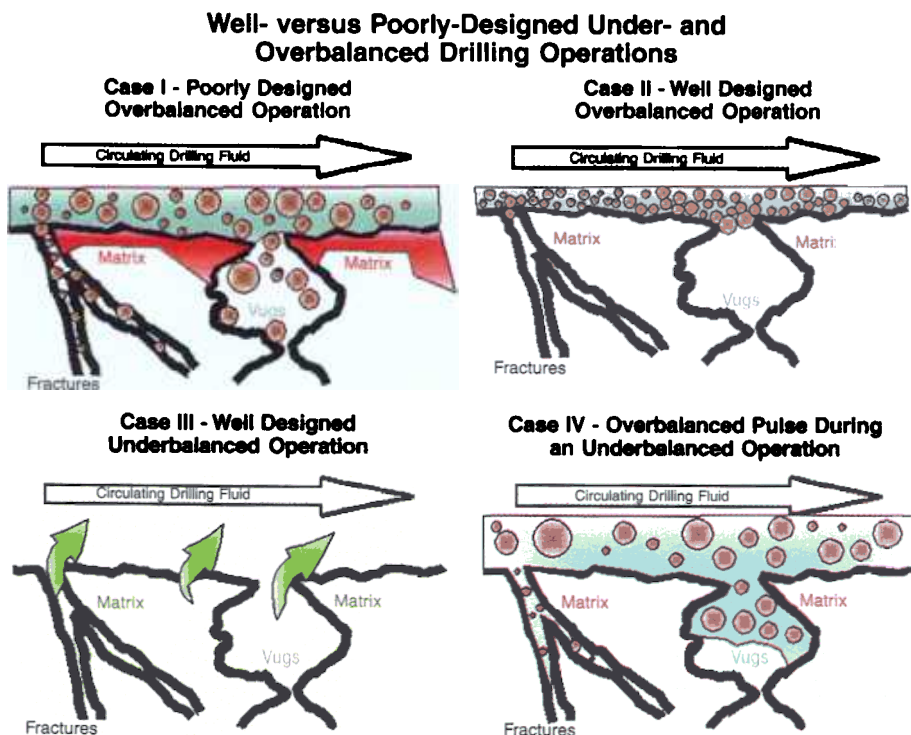 Well- versus Poorly-Designed Under- and
Overbalanced Drilling Operations
Case I - Poorly Designed
Overbalanced Operation
Circulating Drilling Fluid
Matrix
Matrix
Vugs
Fractures
Case II - Well Designed
Overbalanced Operation
Circulating Drilling Fluid
Matrix
Matri
Vugs
Fractures
Case III - Well Designed
Underbalanced Operation
Circulating Drilling Fluid
Matrix
Matrix
Vugs
Fractures
Case IV - Overbalanced Pulse During
an Underbalanced Operation
Circulating Drilling Fluid
Matrix
Matrix
Vugs
Fractures